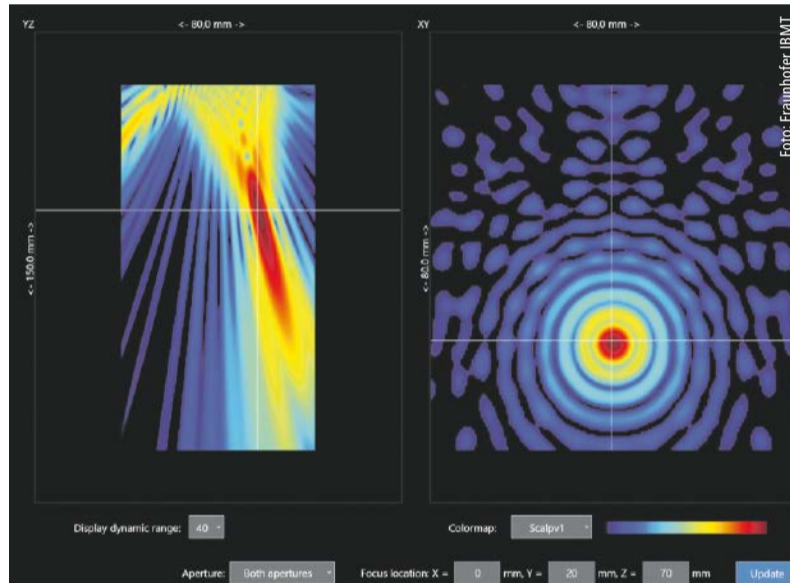 YZ
<- 80,0 mm ->
XY
<- 80,0 mm ->
Foto: Fraunhofer IBMT
<- 150.0 mm ->
<- 80,0 mm ->
Display dynamic range: 40
Colormap: Scalpv1
Aperture: Both apertures Focus location: X = 0 mm, Y = 20 mm, Z = 70 mm Update